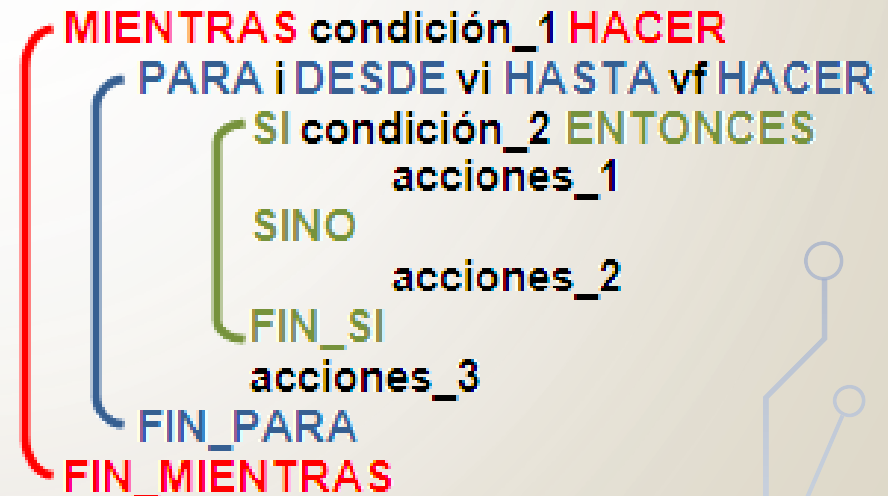 MIENTRAS condición_1 HACER
PARA i DESDE vi HASTA vf HACER
SI condición_2 ENTONCES
acciones_1
SINO
acciones_2
FIN_SI
acciones_3
FIN_PARA
FIN_MIENTRAS